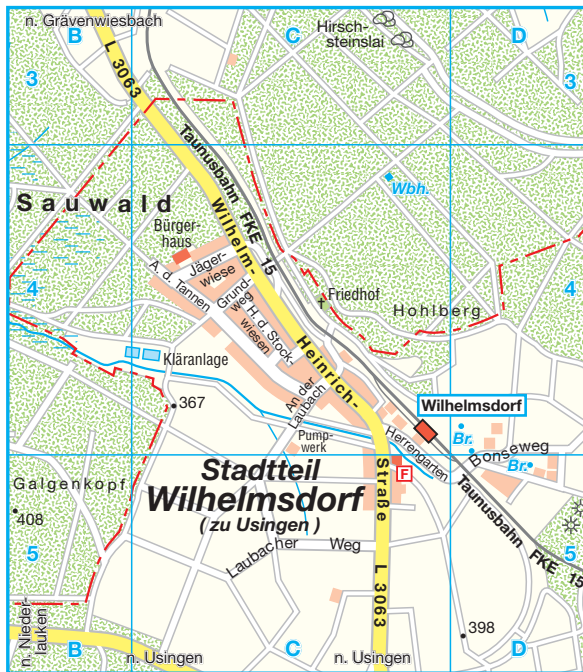 n. Grävenwiesbach
B
C
D
Hirsch-
steinslai
L 3063
3
3
Taunusbahn FKE 15
Wbh.
Sauwald
Wilhelm-
Bürger-
haus
Jäger-
wiese
A. d. Tannen
Grund-
weg
4
4
Friedhof
Hohlberg
H. d. Stock-
wiesen
Heinrich-
Kläranlage
An der
Laubach
367
Wilhelmsdorf
Herrengarten
Br.
Pump-
werk
Bonseweg
Br.
Stadtteil
Wilhelmsdorf
(zu Usingen)
Straße
F
Galgenkopf
408
Taunusbahn FKE 15
5
5
Laubacher Weg
L 3063
398
n. Nieder-
lauken
B
n. Usingen
C
n. Usingen
D